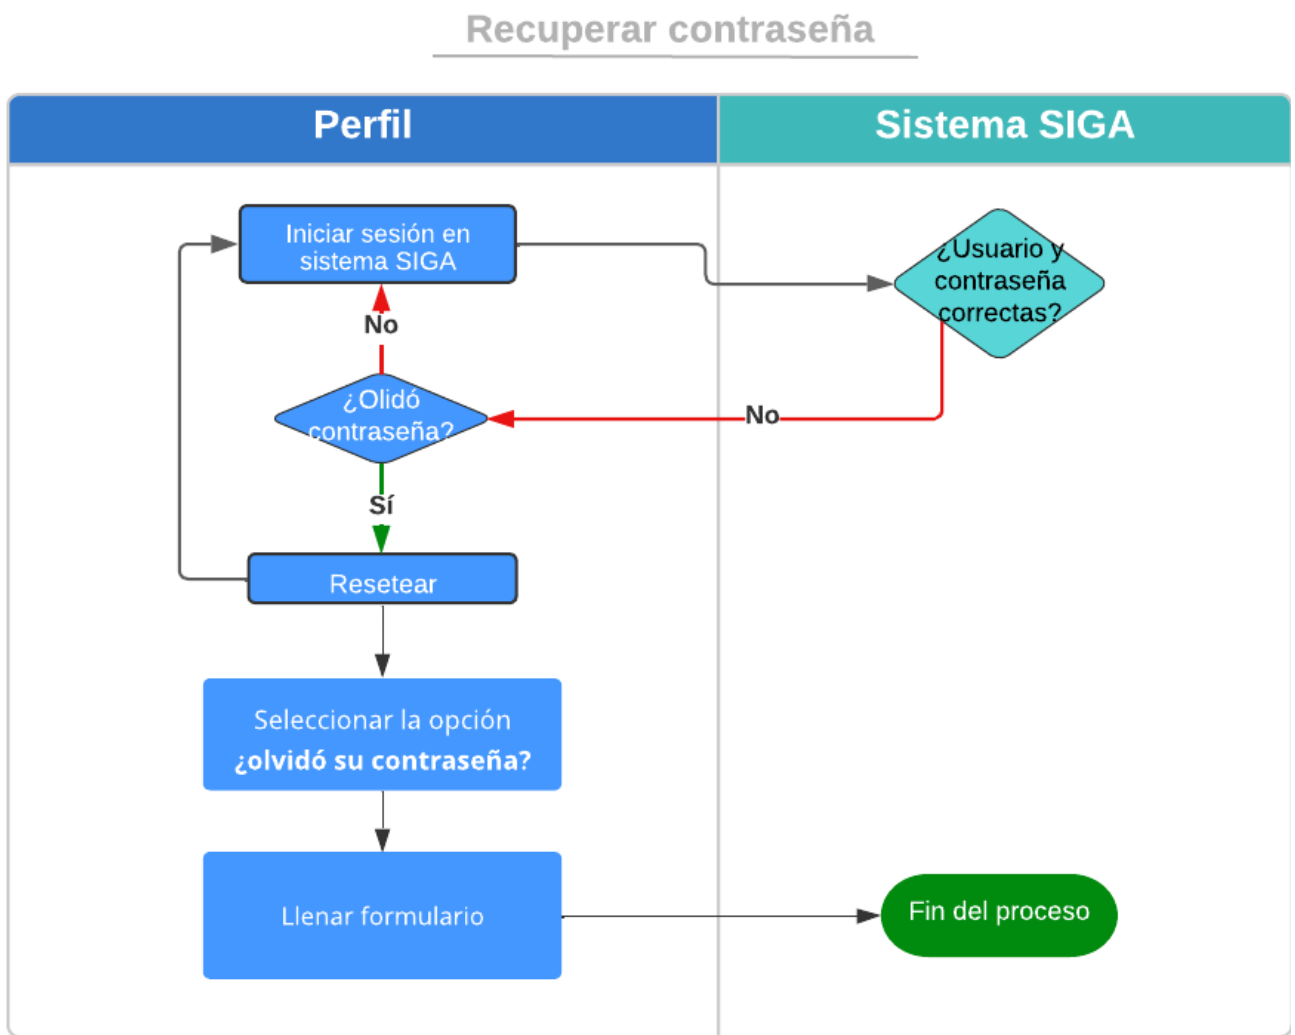 Recuperar contraseña
Perfil
Sistema SIGA
Iniciar sesión en
sistema SIGA
¿Usuario y
contraseña
correctas?
No
¿Olidó
contraseña?
No
Sí
Resetear
Seleccionar la opción
¿olvidó su contraseña?
Llenar formulario
Fin del proceso